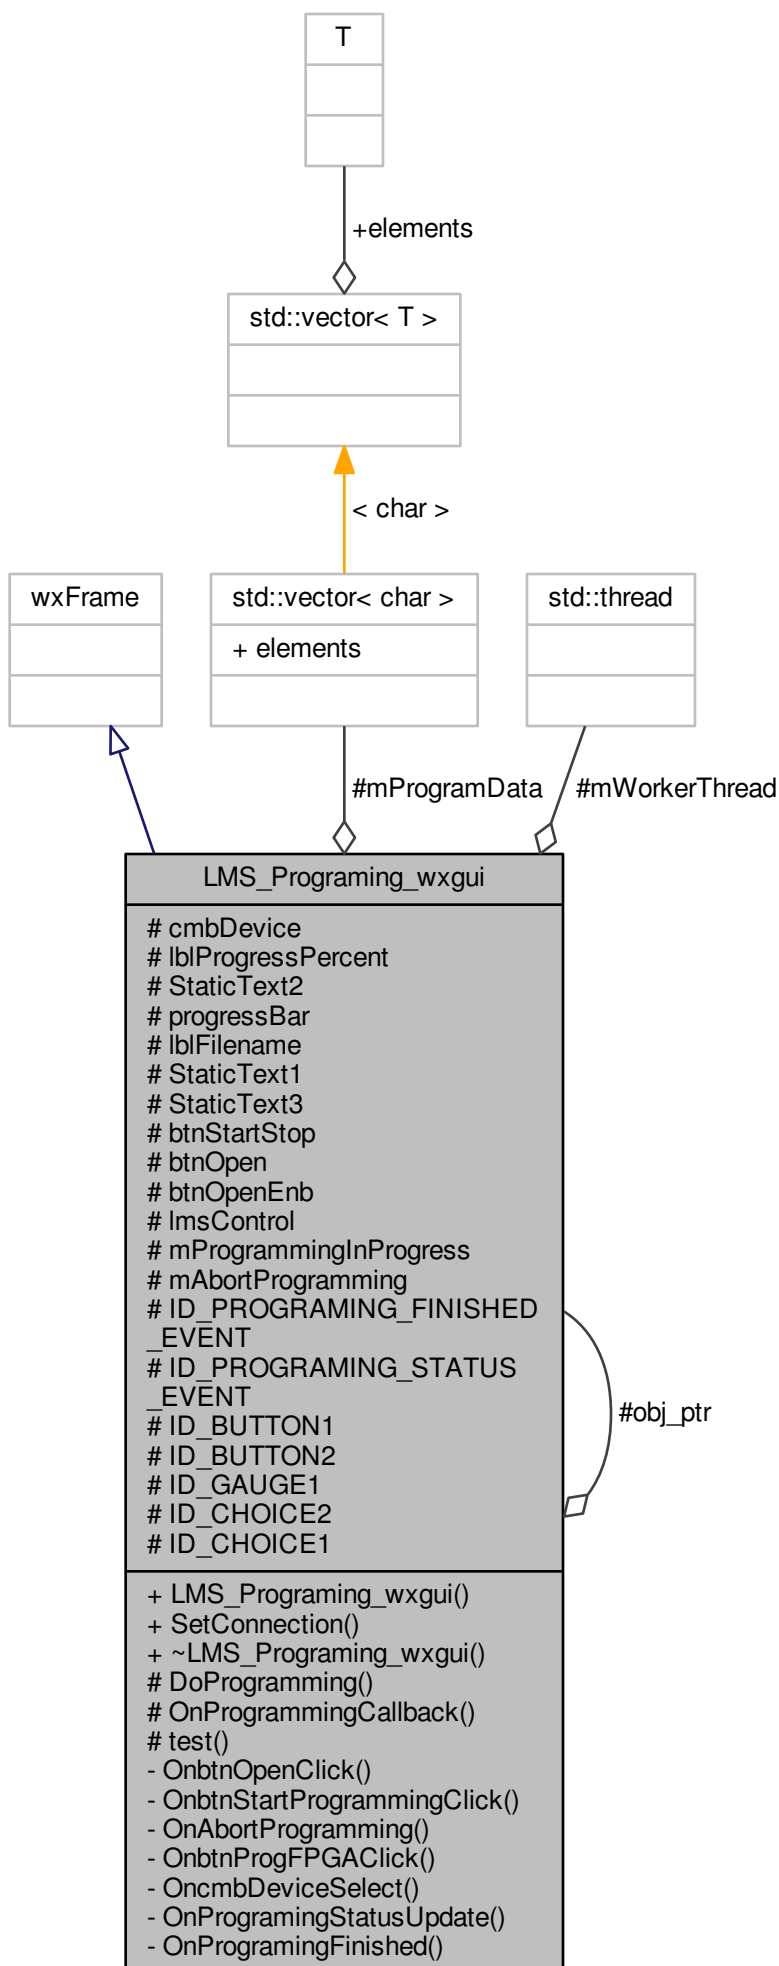 T
+elements
std::vector< T >
< char >
wxFrame
std::vector< char >
+ elements
std::thread
#mProgramData
#mWorkerThread
LMS_Programing_wxgui
# cmbDevice
# lblProgressPercent
# StaticText2
# progressBar
# lblFilename
# StaticText1
# StaticText3
# btnStartStop
# btnOpen
# btnOpenEnb
# lmsControl
# mProgrammingInProgress
# mAbortProgramming
# ID_PROGRAMING_FINISHED
_EVENT
# ID_PROGRAMING_STATUS
_EVENT
# ID_BUTTON1
# ID_BUTTON2
# ID_GAUGE1
# ID_CHOICE2
# ID_CHOICE1
#obj_ptr
+ LMS_Programing_wxgui()
+ SetConnection()
+ ~LMS_Programing_wxgui()
# DoProgramming()
# OnProgrammingCallback()
# test()
- OnbtnOpenClick()
- OnbtnStartProgrammingClick()
- OnAbortProgramming()
- OnbtnProgFPGAClick()
- OncmbDeviceSelect()
- OnProgramingStatusUpdate()
- OnProgramingFinished()